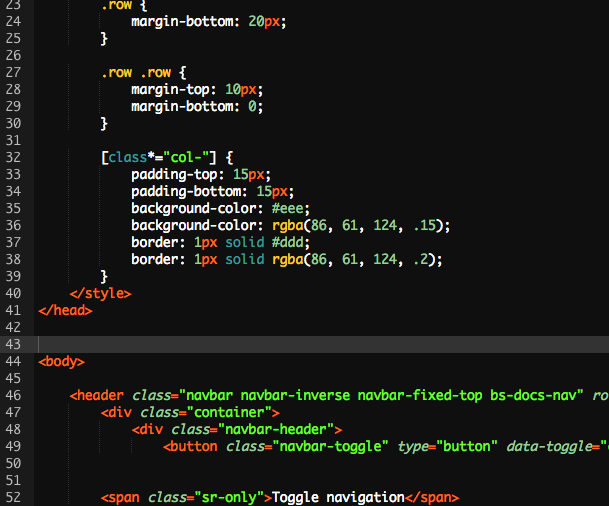 23 .row {
24 margin-bottom: 20px;
25 }
26
27 .row .row {
28 margin-top: 10px;
29 margin-bottom: 0;
30 }
31
32 [class*="col-"] {
33 padding-top: 15px;
34 padding-bottom: 15px;
35 background-color: #eee;
36 background-color: rgba(86, 61, 124, .15);
37 border: 1px solid #ddd;
38 border: 1px solid rgba(86, 61, 124, .2);
39 }
40 </style>
41 </head>
42
43
44 <body>
45
46 <header class="navbar navbar-inverse navbar-fixed-top bs-docs-nav" ro
47 <div class="container">
48 <div class="navbar-header">
49 <button class="navbar-toggle" type="button" data-toggle="
50
51
52 <span class="sr-only">Toggle navigation</span>